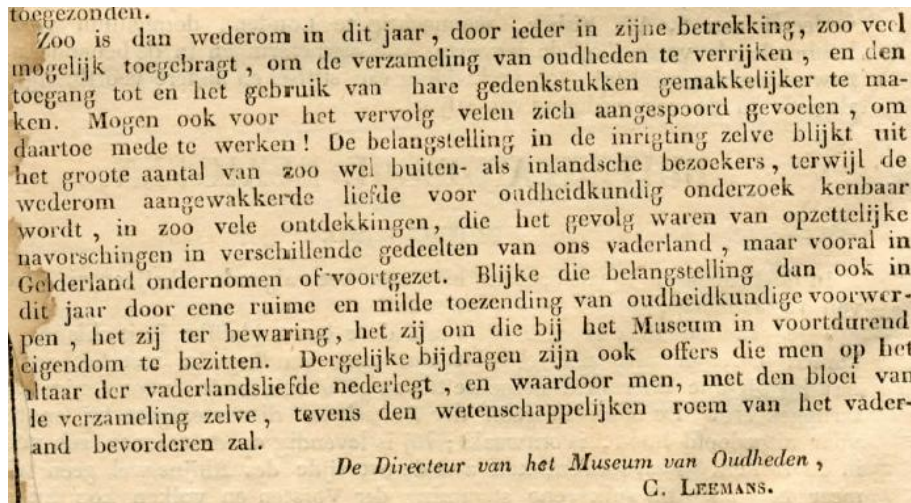 toegezonden.
Zoo is dan wederom in dit jaar, door ieder in zijne betrekking, zoo veel
mogelijk toegebragt, om de verzameling van oudheden te verrijken, en den
toegang tot en het gebruik van hare gedenkstukken gemakkelijker te ma-
ken. Mogen ook voor het vervolg velen zich aangespoord gevoelen, om
daartoe mede te werken! De belangstelling in de inrigting zelve blijkt uit
het groote aantal van zoo wel buiten- als inlandsche bezoekers, terwijl de
wederom aangewakkerde liefde voor oudheidkundig onderzoek kenbaar
wordt, in zoo vele ontdekkingen, die het gevolg waren van opzettelijke
navorschingen in verschillende gedeelten van ons vaderland, maar vooral in
Gelderland ondernomen of voortgezet. Blijke die belangstelling dan ook in
dit jaar door eene ruime en milde toezending van oudheidkundige voorwer-
pen, het zij ter bewaring, het zij om die bij het Museum in voortdurend
eigendom te bezitten. Dergelijke bijdragen zijn ook offers die men op het
altaar der vaderlandsliefde nederlegt, en waardoor men, met den bloei van
de verzameling zelve, tevens den wetenschappelijken roem van het vader-
land bevorderen zal.
De Directeur van het Museum van Oudheden,
C. LEEMANS.